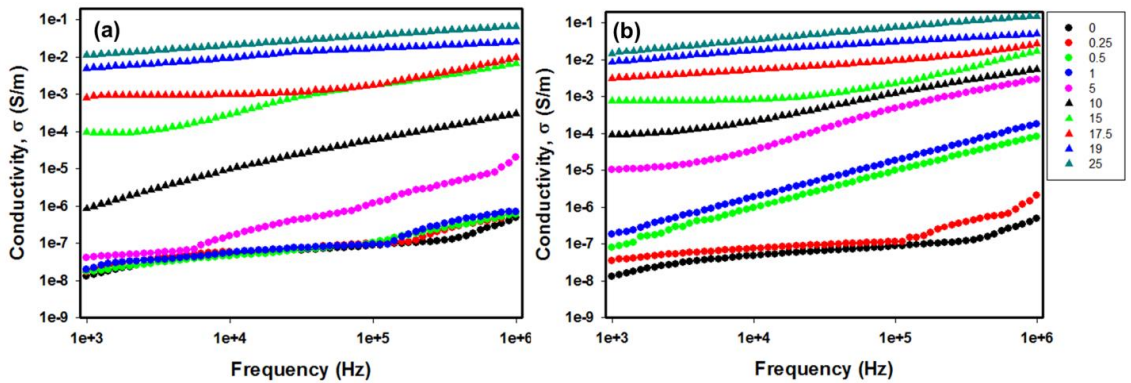 (a)
Conductivity, σ (S/m)
1e-1
1e-2
1e-3
1e-4
1e-5
1e-6
1e-7
1e-8
1e-9
1e+3
1e+4
1e+5
1e+6
Frequency (Hz)
(b)
Conductivity, σ (S/m)
1e-1
1e-2
1e-3
1e-4
1e-5
1e-6
1e-7
1e-8
1e-9
1e+3
1e+4
1e+5
1e+6
Frequency (Hz)
0
0.25
0.5
1
5
10
15
17.5
19
25